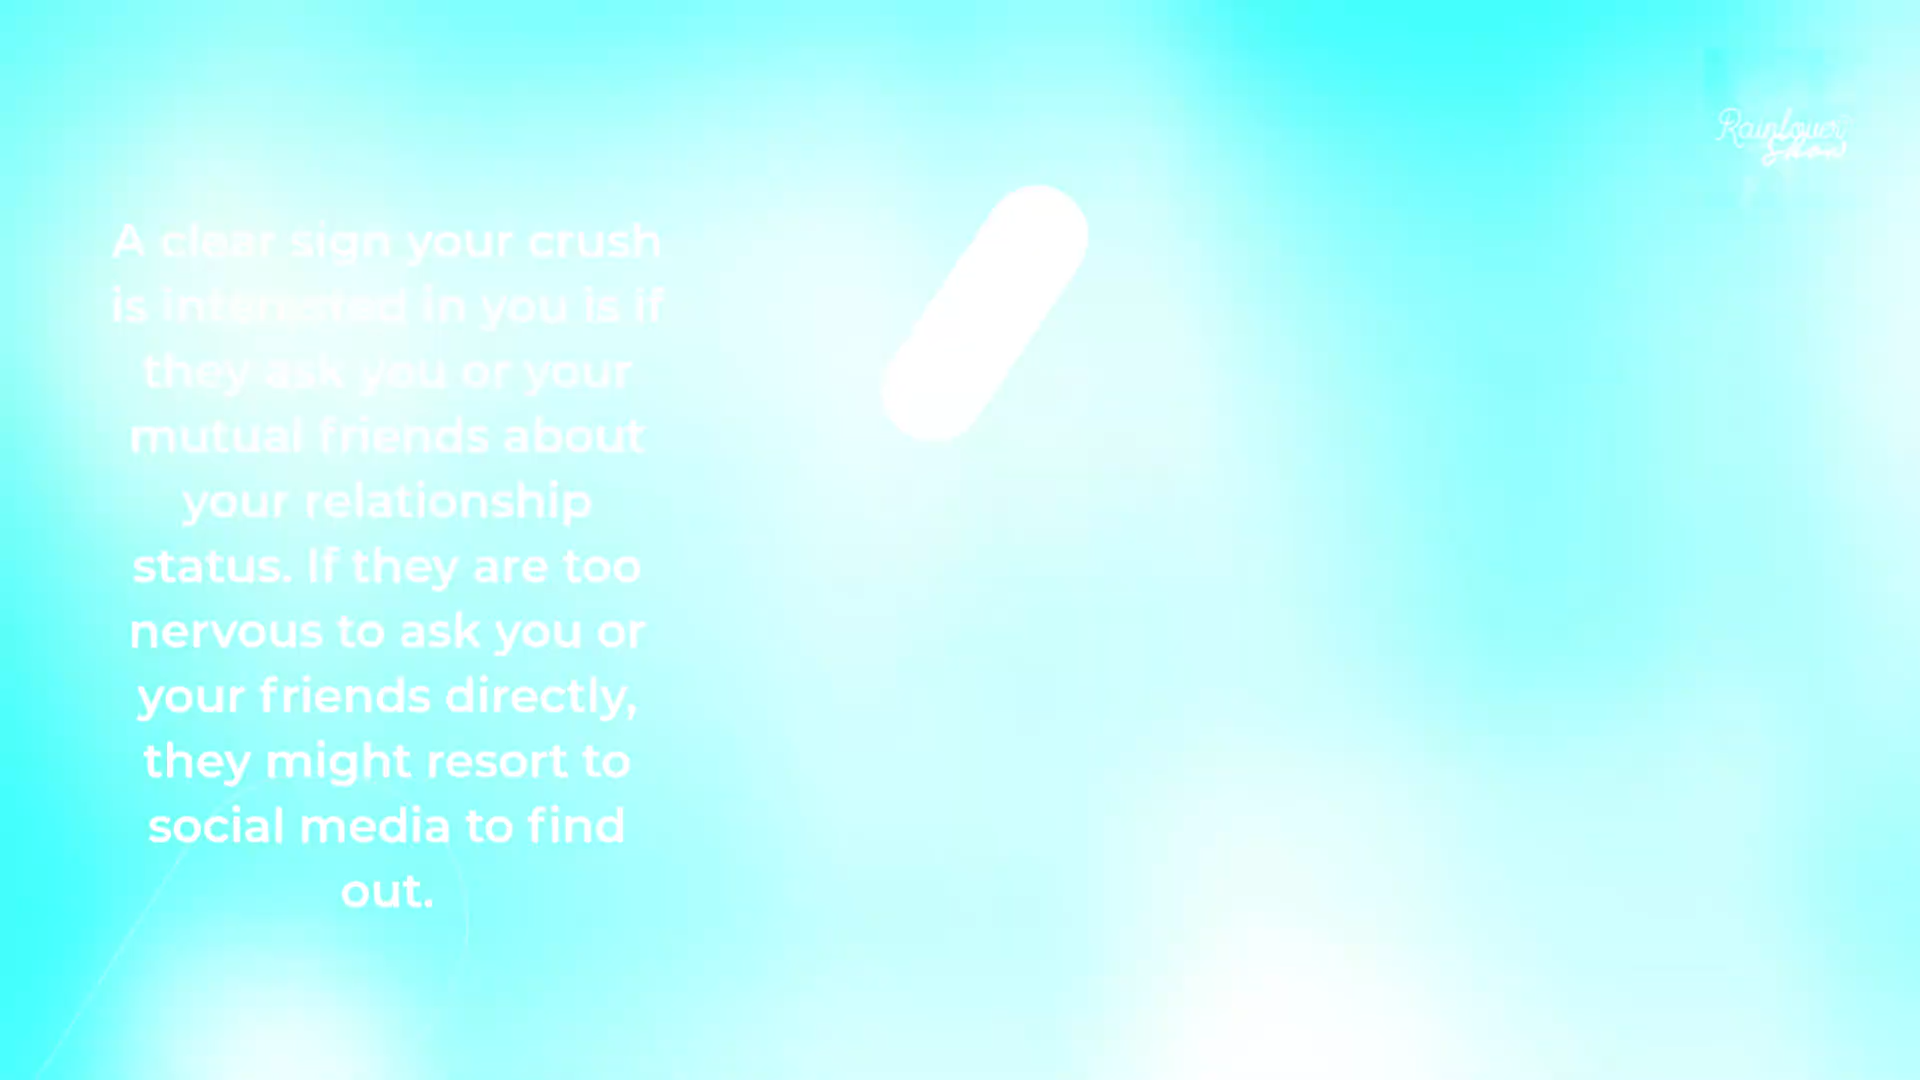 A clear sign your crush
is interested in you is if
they ask you or your
mutual friends about
your relationship
status. If they are too
nervous to ask you or
your friends directly,
they might resort to
social media to find
out.
Rainlover
Show